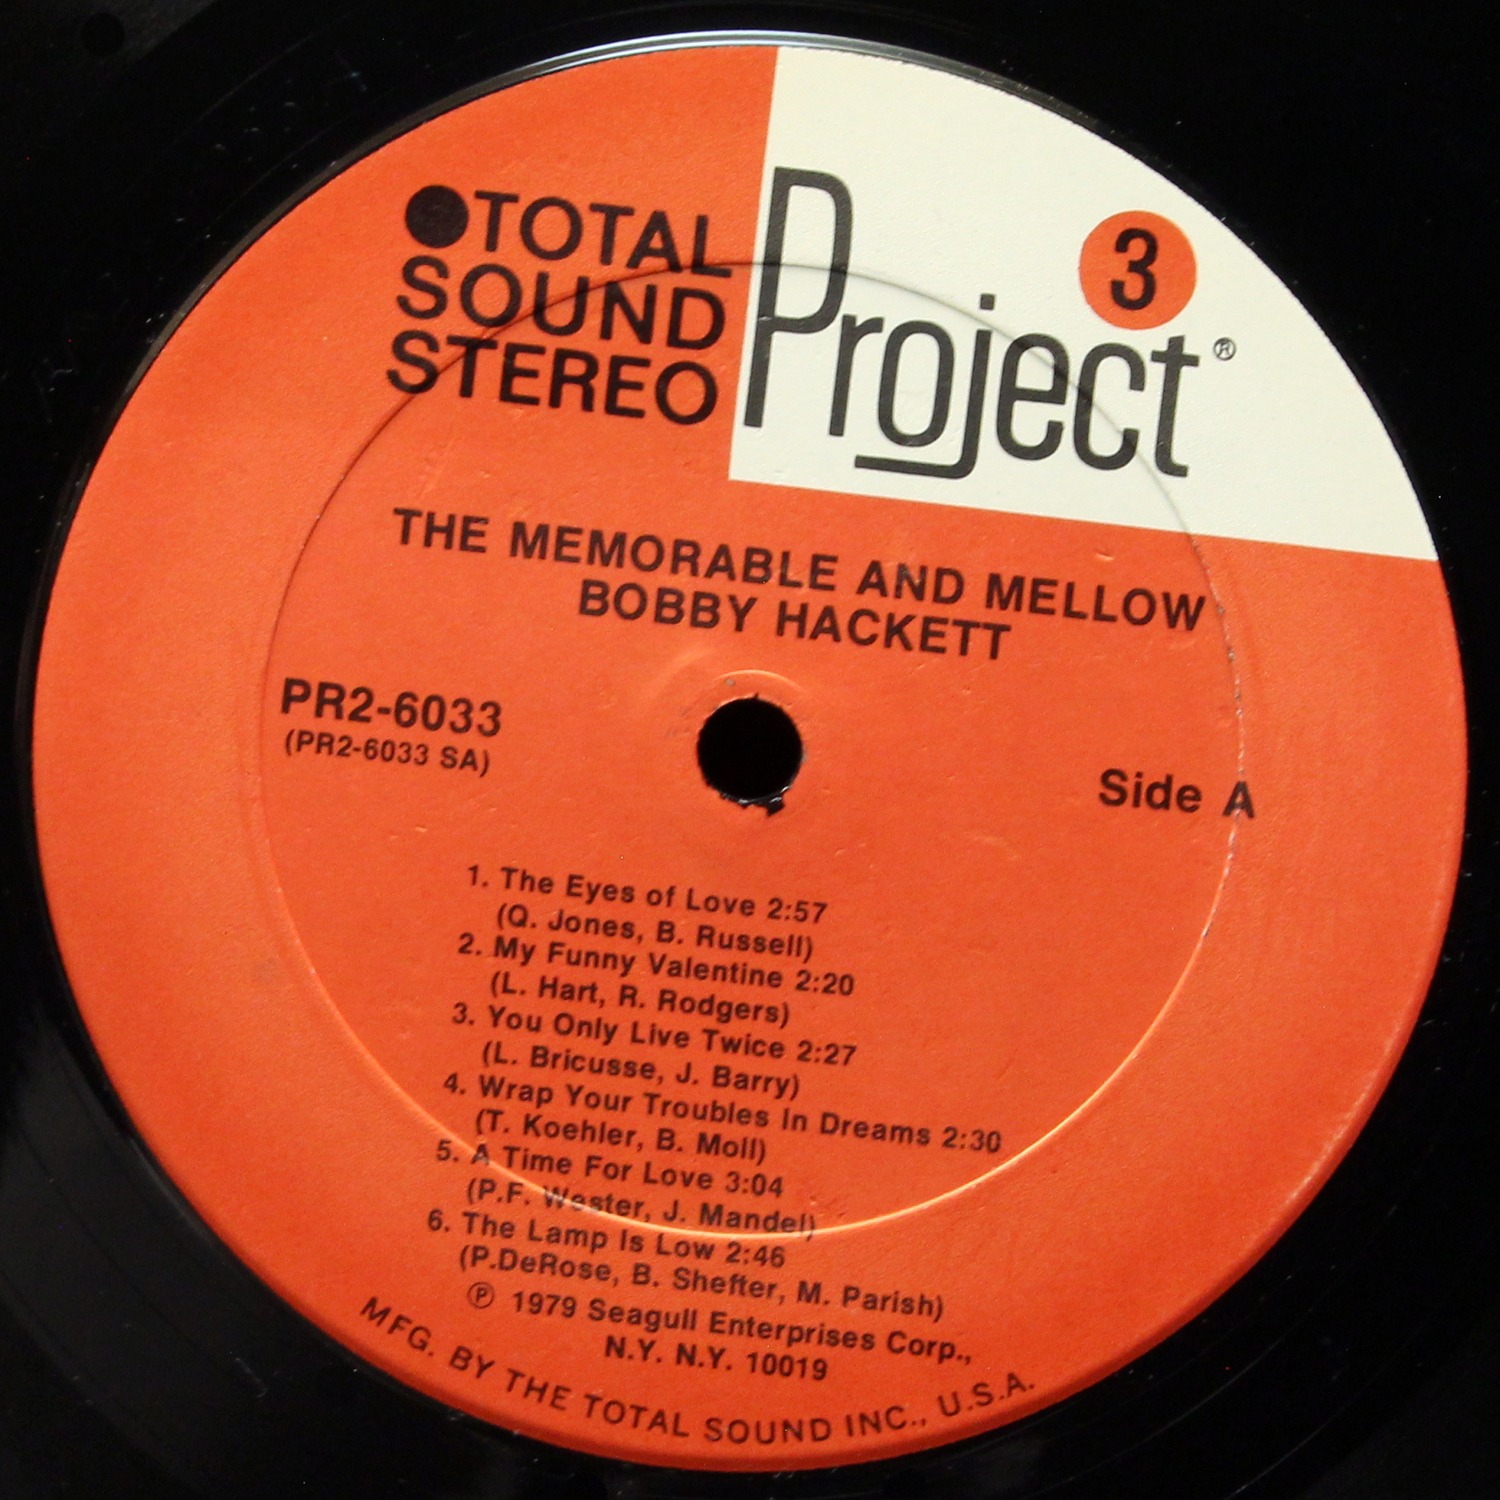 ●TOTAL
SOUND
STEREO
Project 3®
THE MEMORABLE AND MELLOW
BOBBY HACKETT
PR2-6033
(PR2-6033 SA)
Side A
1. The Eyes of Love 2:57
(Q. Jones, B. Russell)
2. My Funny Valentine 2:20
(L. Hart, R. Rodgers)
3. You Only Live Twice 2:27
(L. Bricusse, J. Barry)
4. Wrap Your Troubles In Dreams 2:30
(T. Koehler, B. Moll)
5. A Time For Love 3:04
(P.F. Wester, J. Mandel)
6. The Lamp Is Low 2:46
(P.DeRose, B. Shefter, M. Parish)
℗ 1979 Seagull Enterprises Corp.,
N.Y. N.Y. 10019
MFG. BY THE TOTAL SOUND INC., U.S.A.